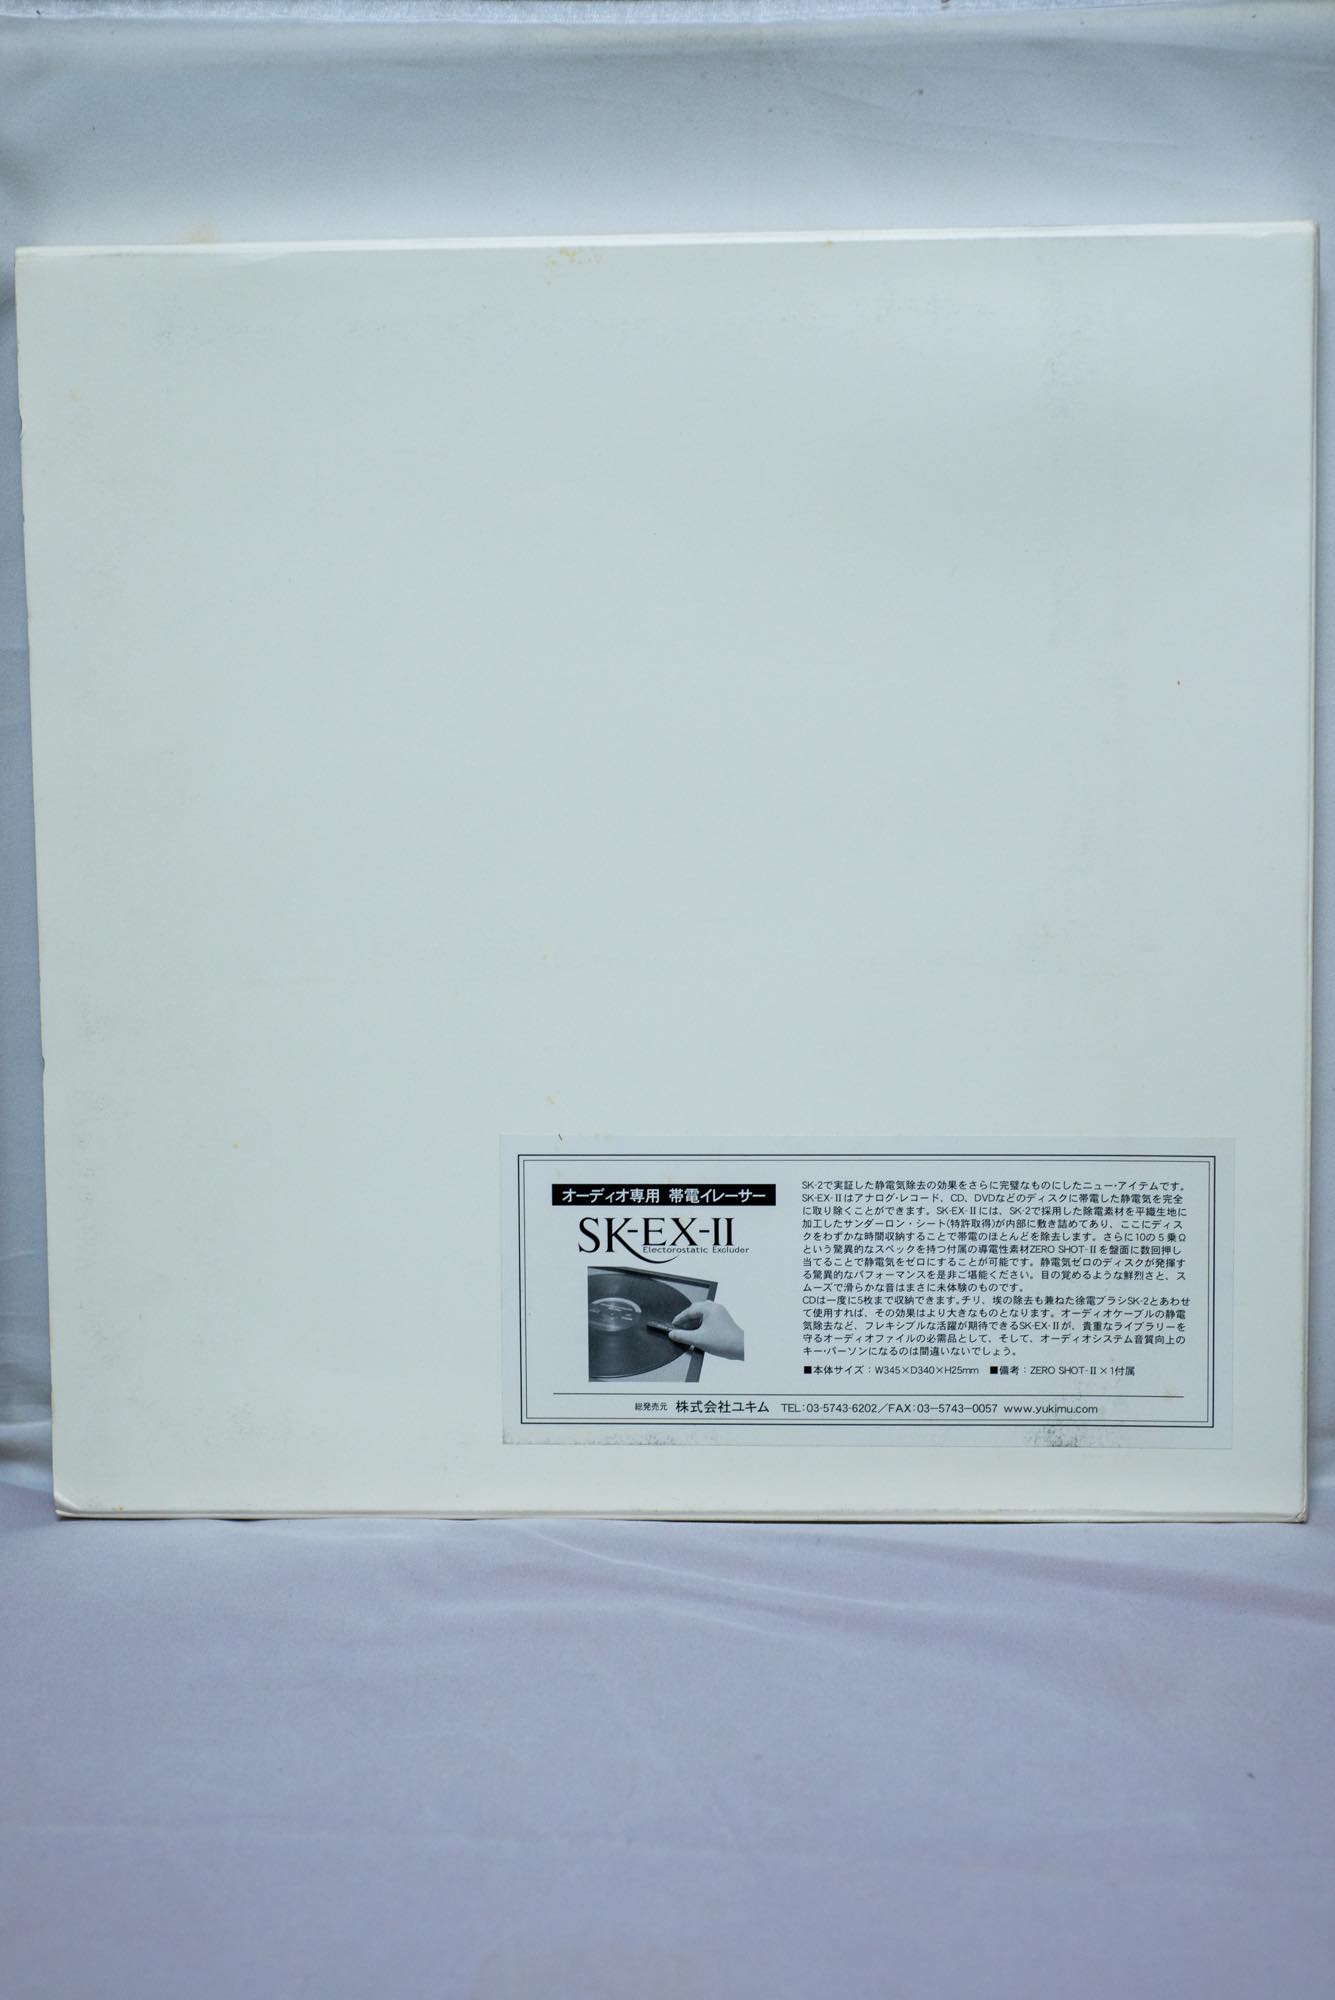 オーディオ専用 帯電イレーサー
SK-EX-II
Electorostatic Excluder
SK-2で実証した静電気除去の効果をさらに完璧なものにしたニュー・アイテムです。
SK-EX-IIはアナログ・レコード、CD、DVDなどのディスクに帯電した静電気を完全
に取り除くことができます。SK-EX-IIには、SK-2で採用した除電素材を平織生地に
加工したサンダーロン・シート(特許取得)が内部に敷き詰めてあり、ここにディス
クをわずかな時間収納することで帯電のほとんどを除去します。さらに10の5乗Ω
という驚異的なスペックを持つ付属の導電性素材ZERO SHOT-IIを盤面に数回押し
当てることで静電気をゼロにすることが可能です。静電気ゼロのディスクが発揮す
る驚異的なパフォーマンスを是非ご堪能ください。目の覚めるような鮮烈さと、ス
ムーズで滑らかな音はまさに未体験のものです。
CDは一度に5枚まで収納できます。チリ、埃の除去も兼ねた徐電ブラシSK-2とあわせ
て使用すれば、その効果はより大きなものとなります。オーディオケーブルの静電
気除去など、フレキシブルな活躍が期待できるSK-EX-IIが、貴重なライブラリーを
守るオーディオファイルの必需品として、そして、オーディオシステム音質向上の
キー・パーソンになるのは間違いないでしょう。
■本体サイズ：W345×D340×H25mm ■備考：ZERO SHOT-II×1付属
総発売元 株式会社ユキム TEL:03-5743-6202／FAX:03-5743-0057 www.yukimu.com